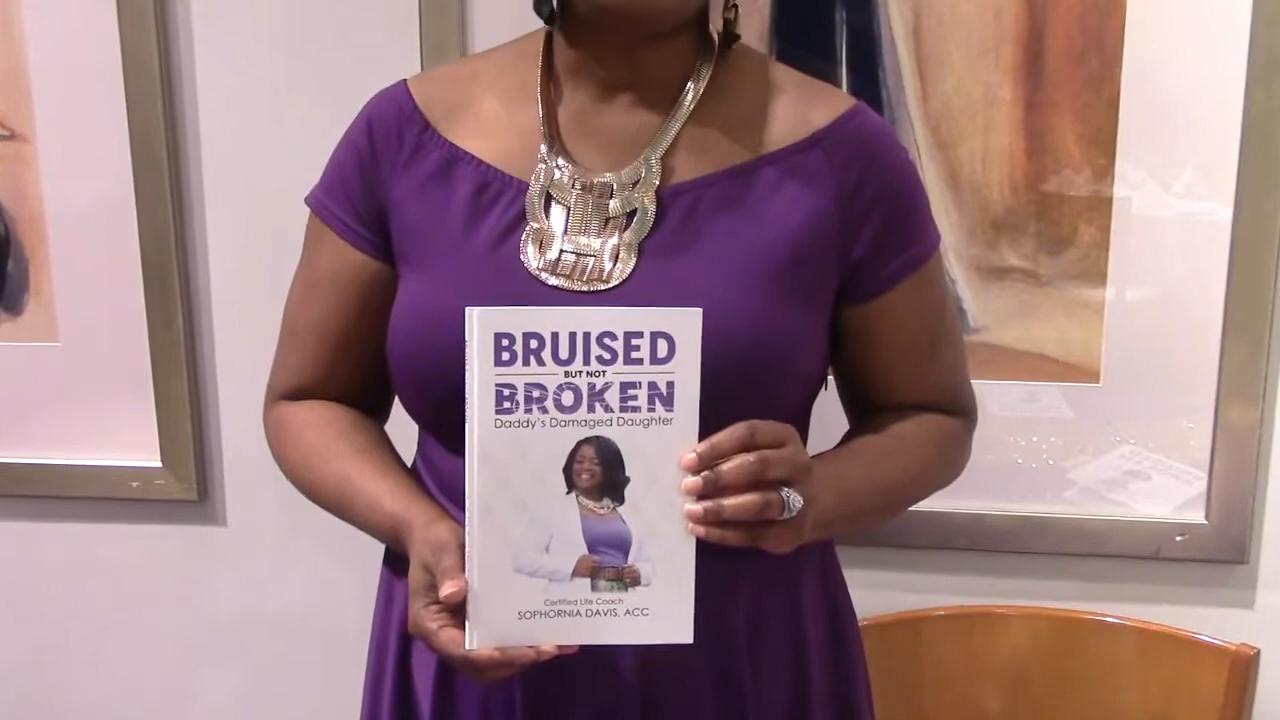 BRUISED
BUT NOT
BROKEN
Daddy's Damaged Daughter
Certified Life Coach
SOPHORNIA DAVIS, ACC